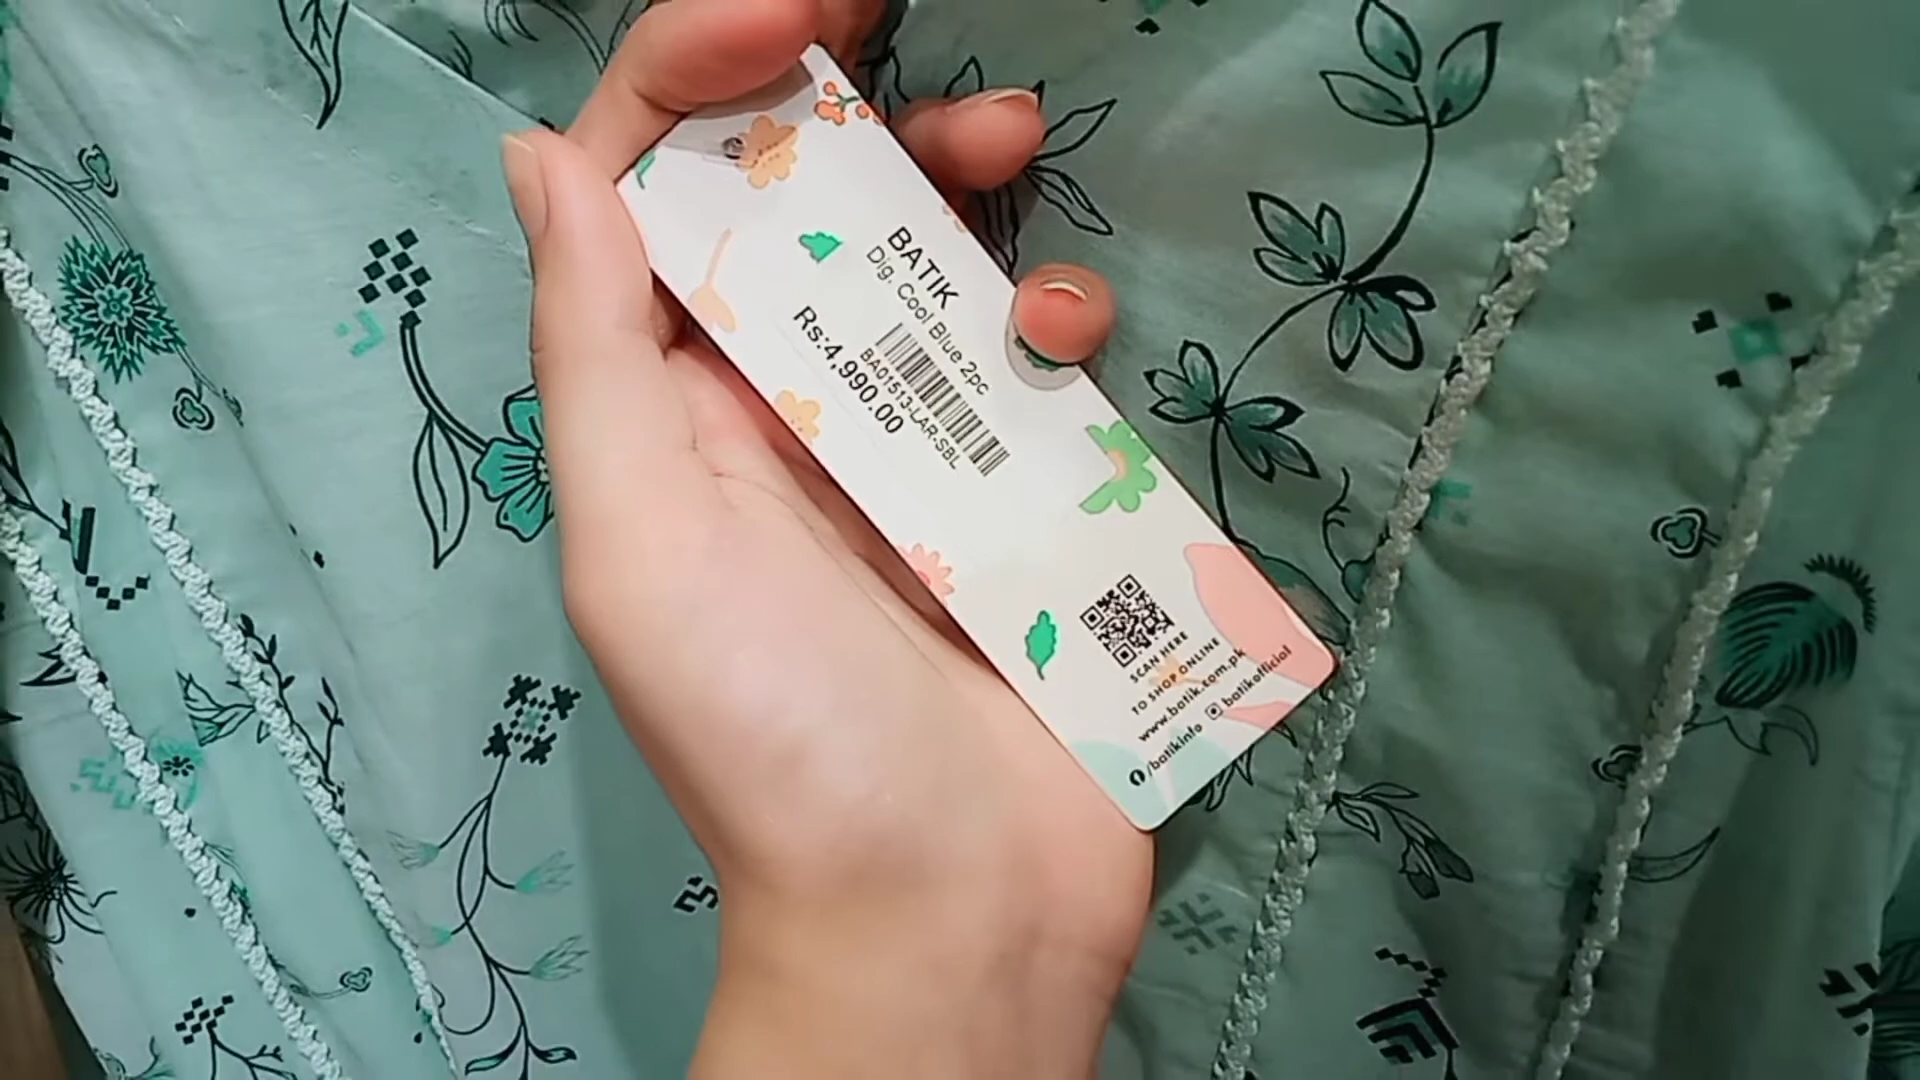 BATIK
Dig. Cool Blue 2pc
BA01513-LAR-SBL
Rs:4,990.00
SCAN HERE
TO SHOP ONLINE
www.batik.com.pk
/batikinfo batikofficial